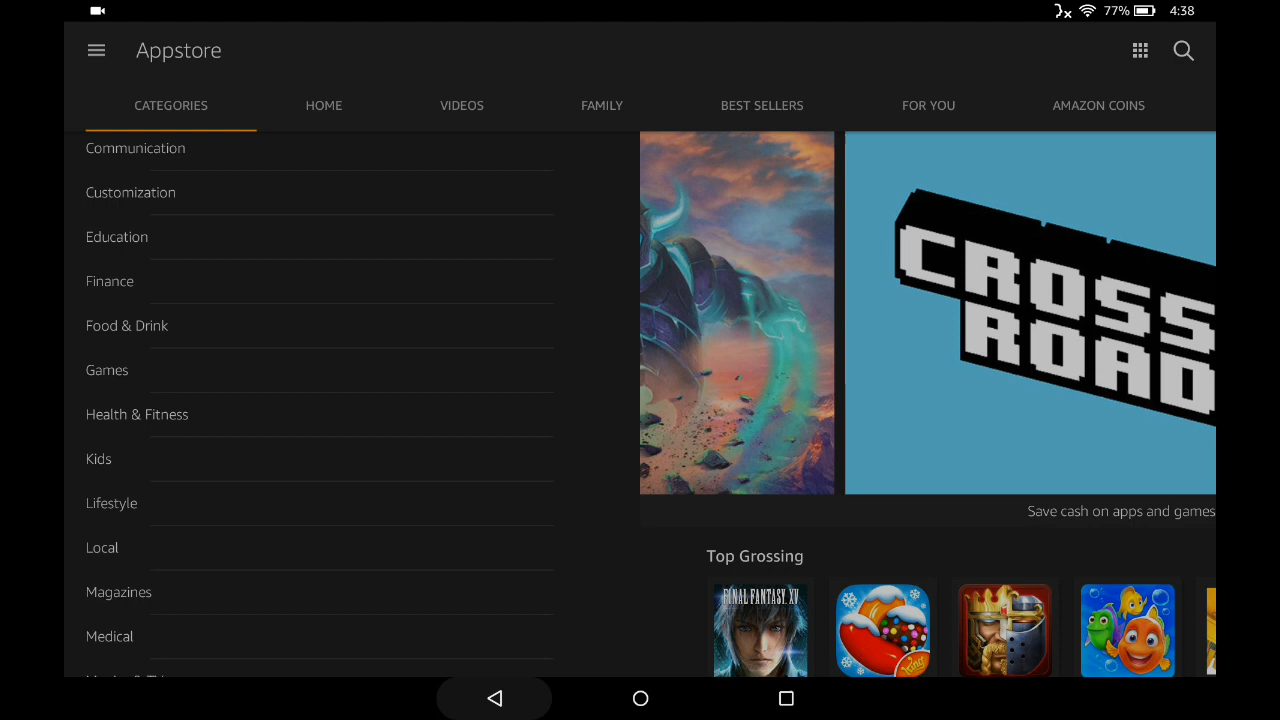 77% 4:38
Appstore
CATEGORIES HOME VIDEOS FAMILY BEST SELLERS FOR YOU AMAZON COINS
Communication
Customization
Education
Finance
Food & Drink
Games
Health & Fitness
Kids
Lifestyle
Local
Magazines
Medical
CROSS
ROAD
Save cash on apps and games
Top Grossing
FINAL FANTASY XV
King